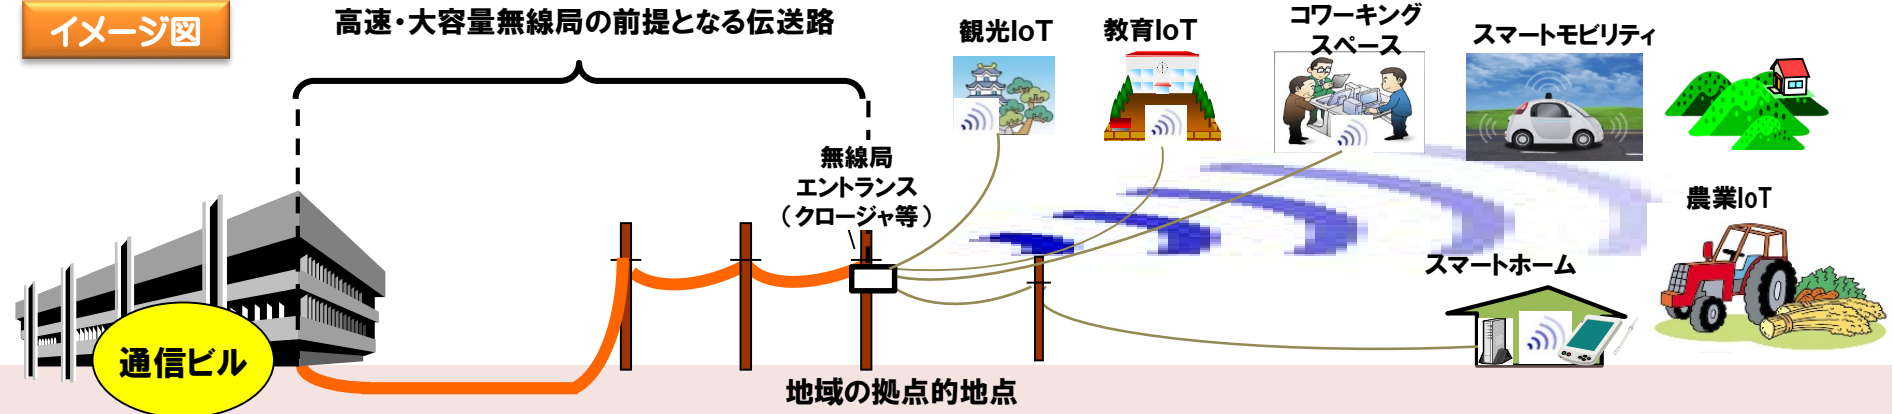 イメージ図
高速・大容量無線局の前提となる伝送路
観光IoT
教育IoT
コワーキング
スペース
スマートモビリティ
無線局
エントランス
（クロージャ等）
農業IoT
スマートホーム
通信ビル
地域の拠点的地点